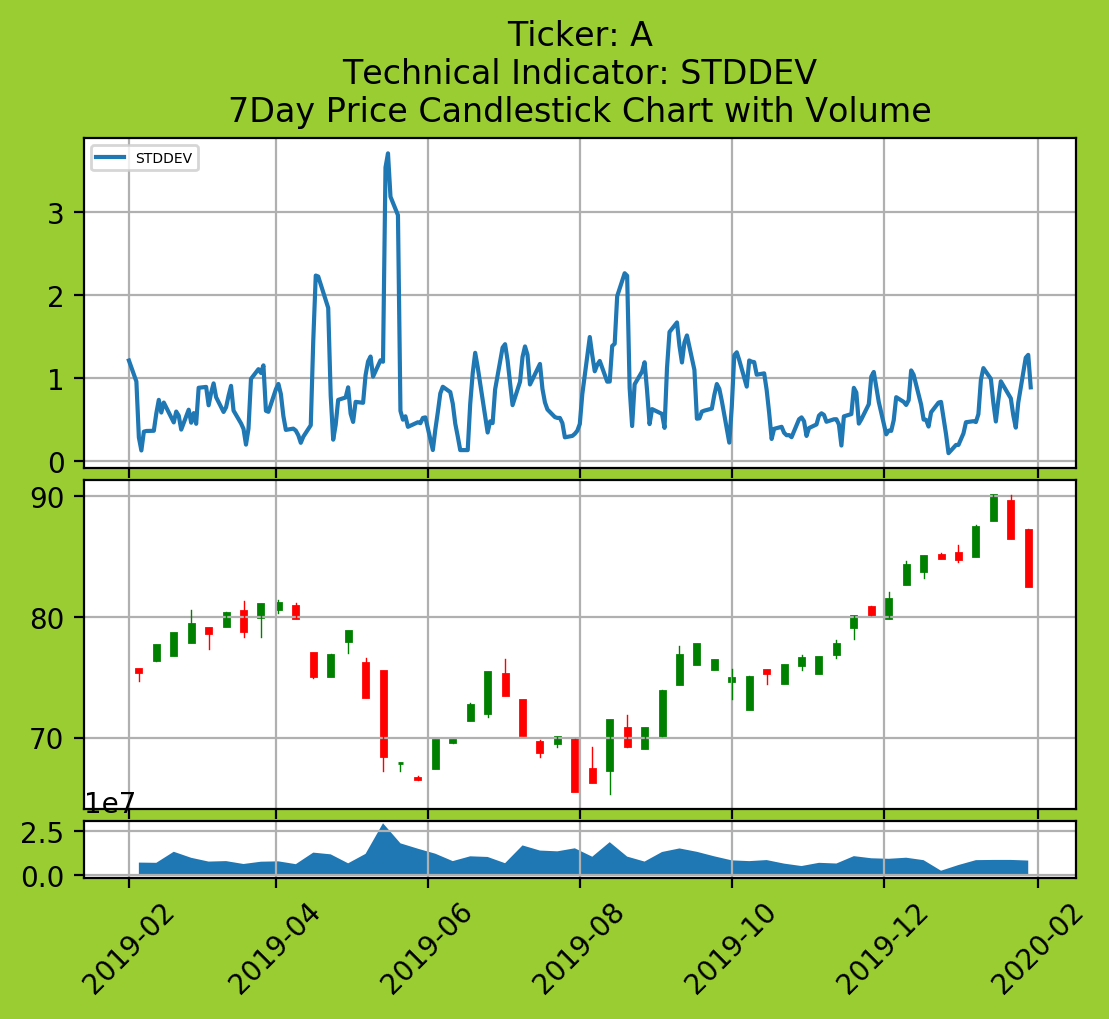 Ticker: A
Technical Indicator: STDDEV
7Day Price Candlestick Chart with Volume
STDDEV
3
2
1
0
90
80
70
1e7
2.5
0.0
2019-02 2019-04 2019-06 2019-08 2019-10 2019-12 2020-02